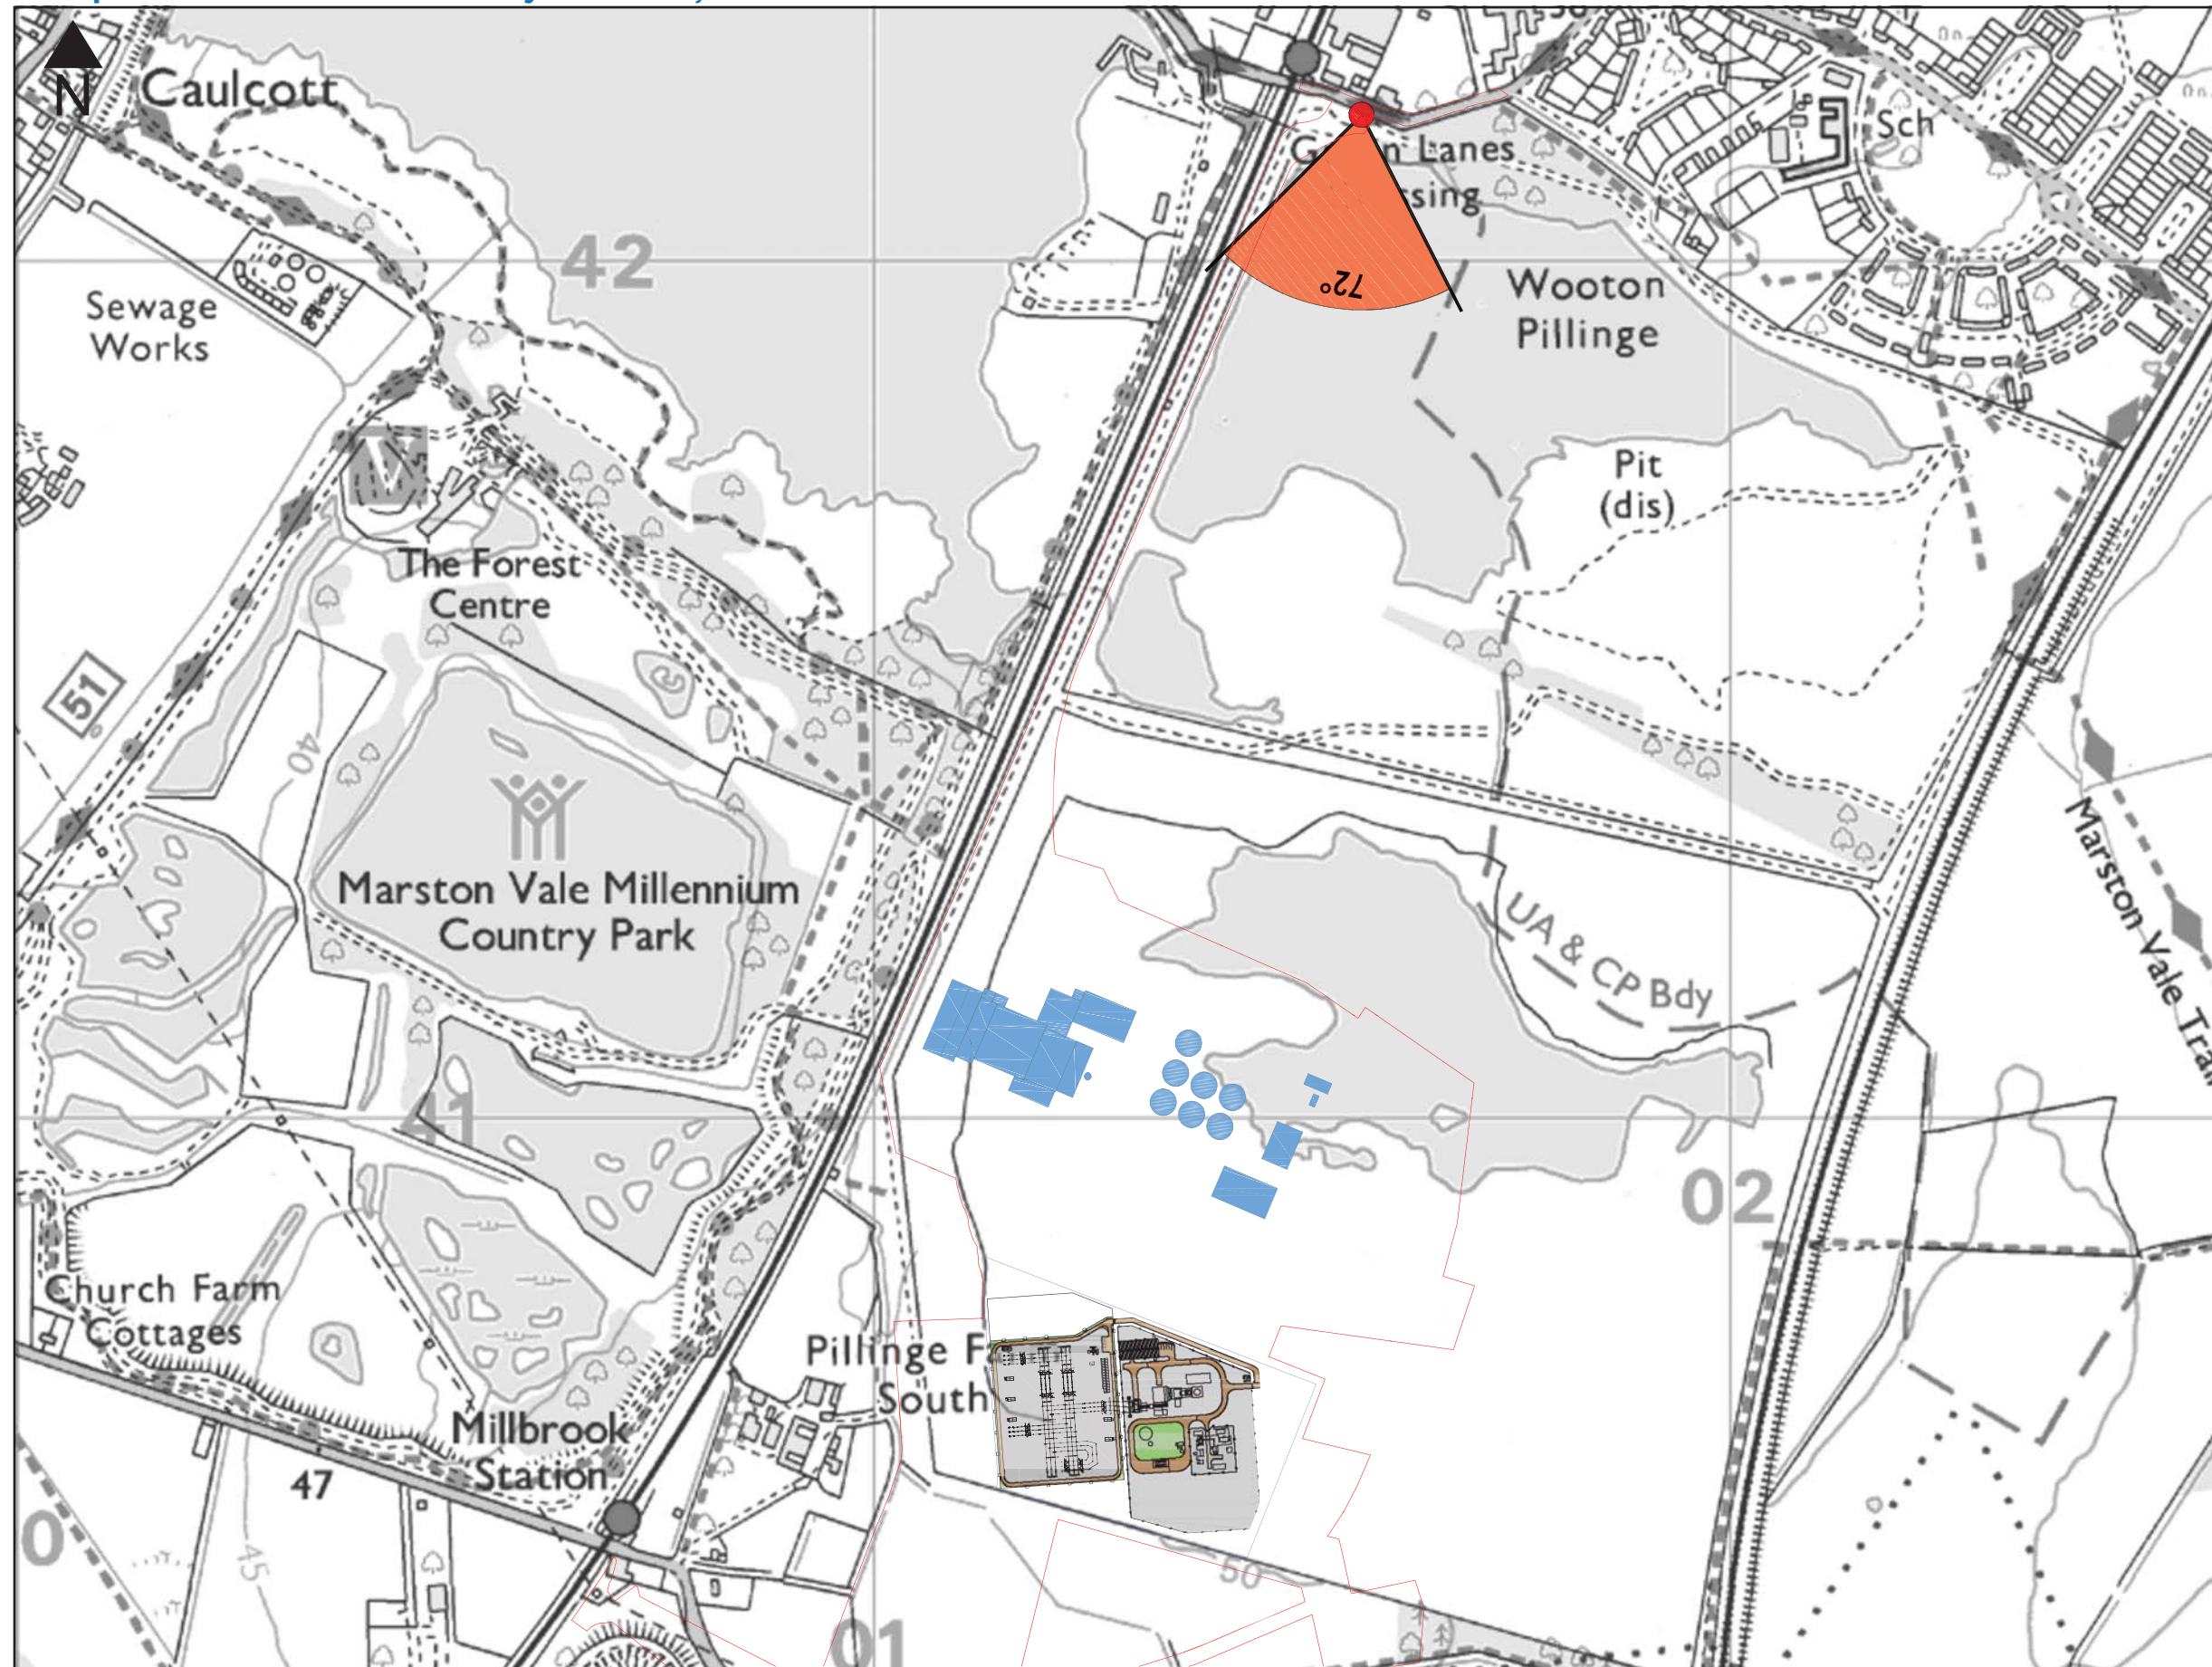 N
Caulcott
Sch
G    n Lanes
ssing
42
72°
Sewage
Works
Wooton
Pillinge
V
Pit
(dis)
The Forest
Centre
51
40
Marston Vale Millennium
Country Park
Marston Vale Trail
UA & CP Bdy
41
02
Church Farm
Cottages
Pillinge F
South
Millbrook
Station
47
0
45
50
01